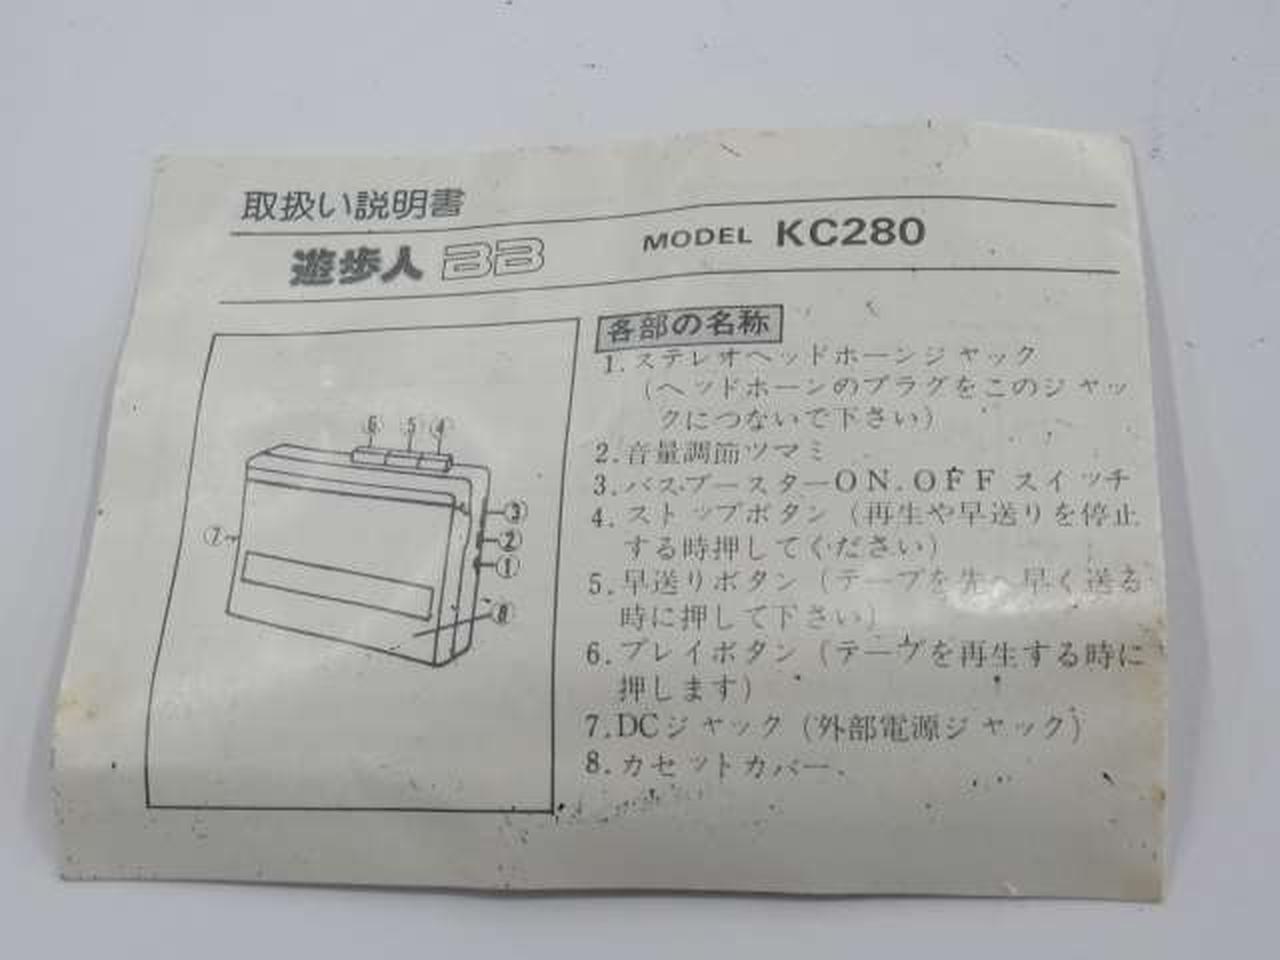 取扱い説明書
遊歩人 BB MODEL KC280
各部の名称
1. ステレオヘッドホーンジャック
(ヘッドホーンのプラグをこのジャッ
クにつないで下さい)
2. 音量調節ツマミ
3. バスブースターON.OFF スイッチ
4. ストップボタン (再生や早送りを停止
する時押してください)
5. 早送りボタン (テープを先へ早く送る
時に押して下さい)
6. プレイボタン (テープを再生する時に
押します)
7. DCジャック (外部電源ジャック)
8. カセットカバー.
⑥ ⑤ ④
③
⑦ ②
①
⑧